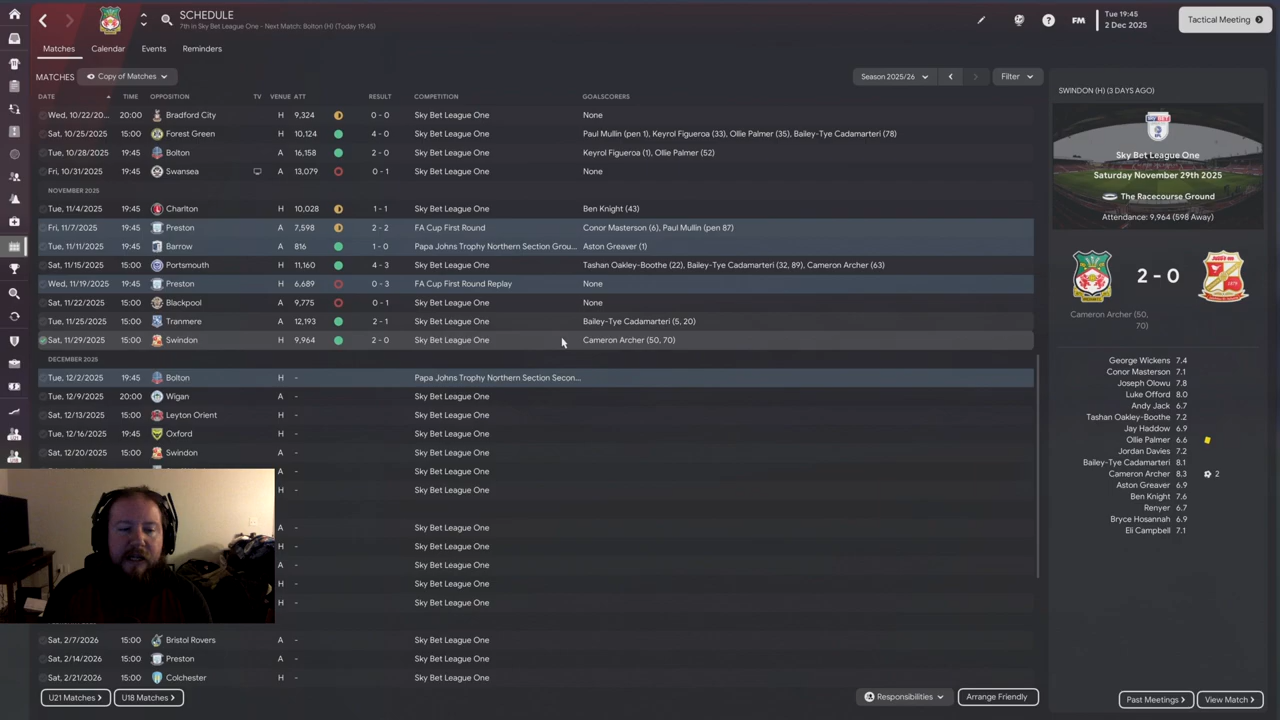 SCHEDULE
7th in Sky Bet League One - Next Match: Bolton (H) (Today 19:45)
FM
Tue 19:45
2 Dec 2025
Tactical Meeting
Matches Calendar Events Reminders
MATCHES Copy of Matches Season 2025/26 Filter
DATE TIME OPPOSITION TV VENUE ATT RESULT COMPETITION GOALSCORERS
Wed, 10/22/20... 20:00 Bradford City H 9,324 0 - 0 Sky Bet League One None
Sat, 10/25/2025 15:00 Forest Green H 10,124 4 - 0 Sky Bet League One Paul Mullin (pen 1), Keyrol Figueroa (33), Ollie Palmer (35), Bailey-Tye Cadamarteri (78)
Tue, 10/28/2025 19:45 Bolton A 16,158 2 - 0 Sky Bet League One Keyrol Figueroa (1), Ollie Palmer (52)
Fri, 10/31/2025 19:45 Swansea A 13,079 0 - 1 Sky Bet League One None
NOVEMBER 2025
Tue, 11/4/2025 19:45 Charlton H 10,028 1 - 1 Sky Bet League One Ben Knight (43)
Fri, 11/7/2025 19:45 Preston A 7,598 2 - 2 FA Cup First Round Conor Masterson (6), Paul Mullin (pen 87)
Tue, 11/11/2025 19:45 Barrow A 816 1 - 0 Papa Johns Trophy Northern Section Grou... Aston Greaver (1)
Sat, 11/15/2025 15:00 Portsmouth H 11,160 4 - 3 Sky Bet League One Tashan Oakley-Boothe (22), Bailey-Tye Cadamarteri (32, 89), Cameron Archer (63)
Wed, 11/19/2025 19:45 Preston H 6,689 0 - 3 FA Cup First Round Replay None
Sat, 11/22/2025 15:00 Blackpool A 9,775 0 - 1 Sky Bet League One None
Tue, 11/25/2025 15:00 Tranmere A 12,193 2 - 1 Sky Bet League One Bailey-Tye Cadamarteri (5, 20)
Sat, 11/29/2025 15:00 Swindon H 9,964 2 - 0 Sky Bet League One Cameron Archer (50, 70)
DECEMBER 2025
Tue, 12/2/2025 19:45 Bolton H - Papa Johns Trophy Northern Section Secon...
Tue, 12/9/2025 20:00 Wigan A - Sky Bet League One
Sat, 12/13/2025 15:00 Leyton Orient H - Sky Bet League One
Tue, 12/16/2025 19:45 Oxford H - Sky Bet League One
Sat, 12/20/2025 15:00 Swindon A - Sky Bet League One
A - Sky Bet League One
H - Sky Bet League One
A - Sky Bet League One
H - Sky Bet League One
A - Sky Bet League One
H - Sky Bet League One
H - Sky Bet League One
Sat, 2/7/2026 15:00 Bristol Rovers A - Sky Bet League One
Sat, 2/14/2026 15:00 Preston A - Sky Bet League One
Sat, 2/21/2026 15:00 Colchester H - Sky Bet League One
U21 Matches U18 Matches Responsibilities Arrange Friendly
SWINDON (H) (3 DAYS AGO)
Sky Bet League One
Saturday November 29th 2025
The Racecourse Ground
Attendance: 9,964 (598 Away)
2 - 0
Cameron Archer (50,
70)
George Wickens 7.4
Conor Masterson 7.1
Joseph Olowu 7.8
Luke Offord 8.0
Andy Jack 6.7
Tashan Oakley-Boothe 7.2
Jay Haddow 6.9
Ollie Palmer 6.6
Jordan Davies 7.2
Bailey-Tye Cadamarteri 8.1
Cameron Archer 8.3 2
Aston Greaver 6.9
Ben Knight 7.6
Renyer 6.7
Bryce Hosannah 6.9
Eli Campbell 7.1
Past Meetings View Match